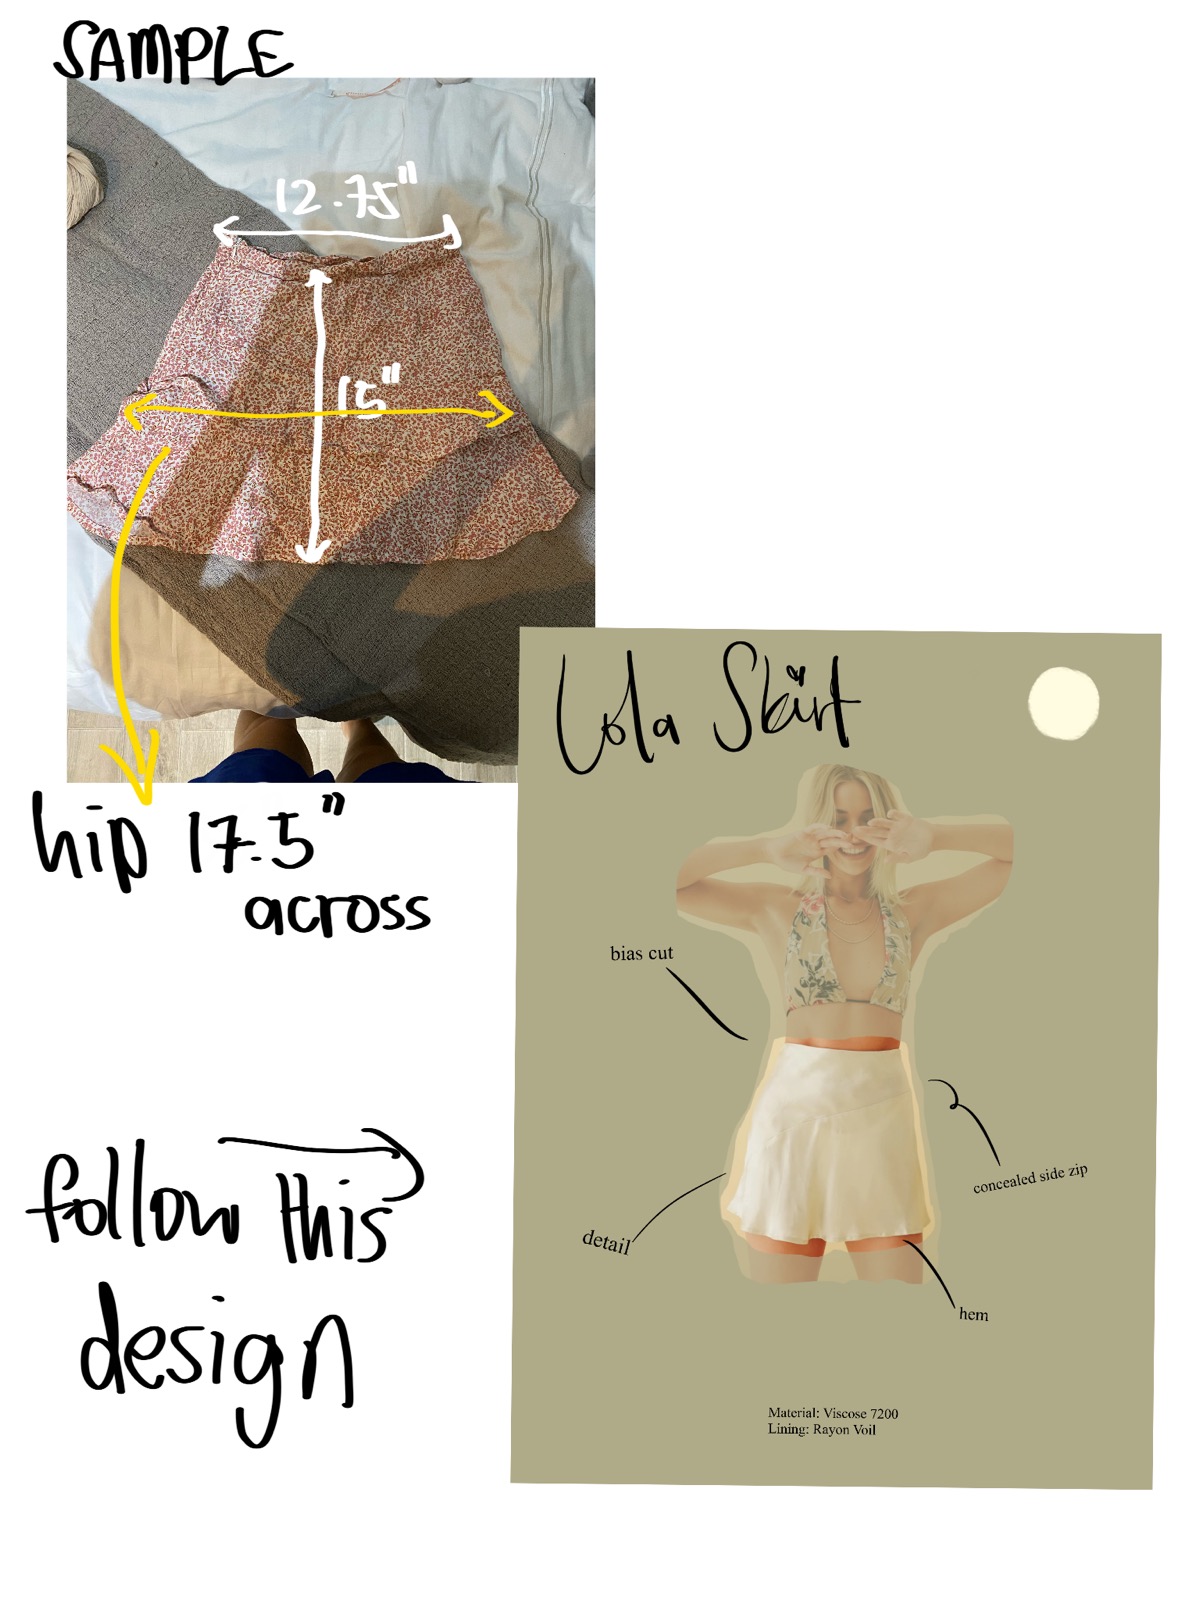 SAMPLE
12.75"
15"
hip 17.5"
across
follow this
design
Lola Skirt
bias cut
concealed side zip
detail
hem
Material: Viscose 7200
Lining: Rayon Voil